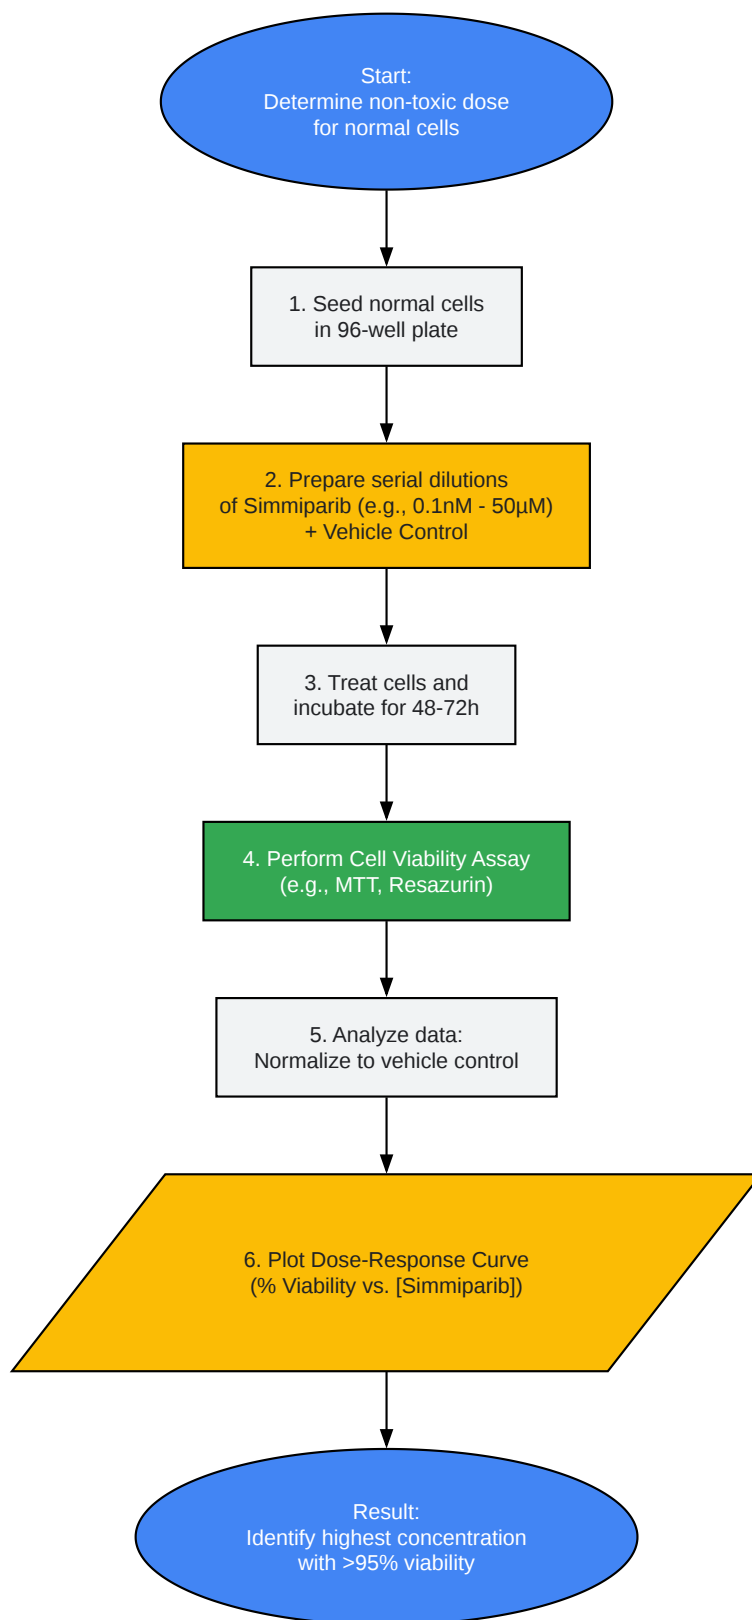 Start:
Determine non-toxic dose
for normal cells
1. Seed normal cells
in 96-well plate
2. Prepare serial dilutions
of Simmiparib (e.g., 0.1nM - 50µM)
+ Vehicle Control
3. Treat cells and
incubate for 48-72h
4. Perform Cell Viability Assay
(e.g., MTT, Resazurin)
5. Analyze data:
Normalize to vehicle control
6. Plot Dose-Response Curve
(% Viability vs. [Simmiparib])
Result:
Identify highest concentration
with >95% viability